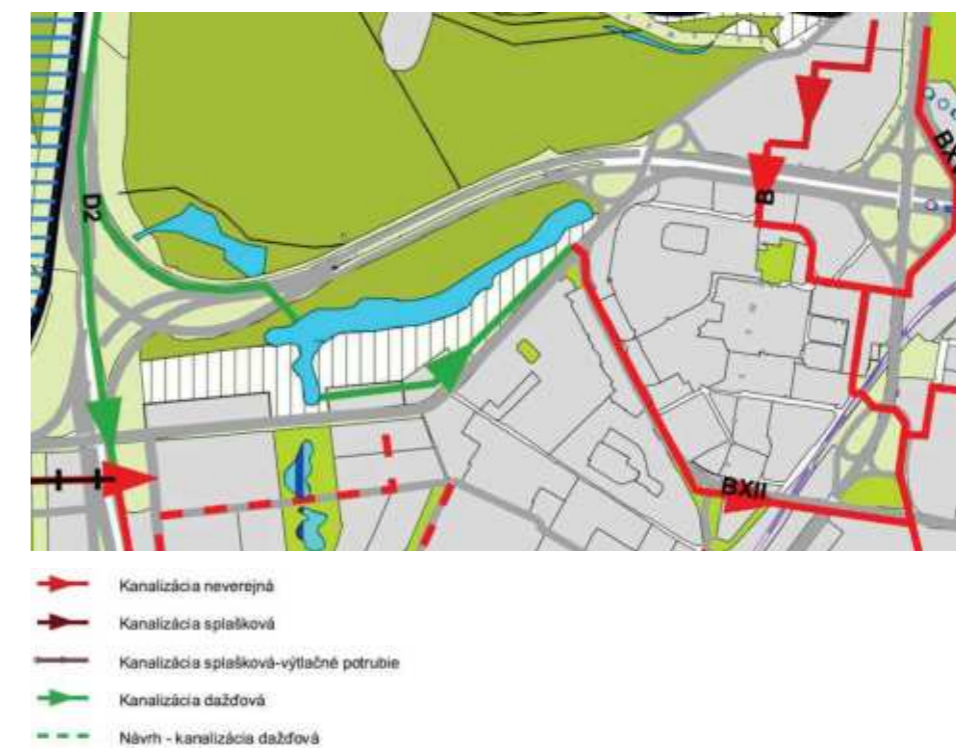 D2
B
BXII
Kanalizácia neverejná
Kanalizácia splašková
Kanalizácia splašková-výtlačné potrubie
Kanalizácia dažďová
Návrh - kanalizácia dažďová